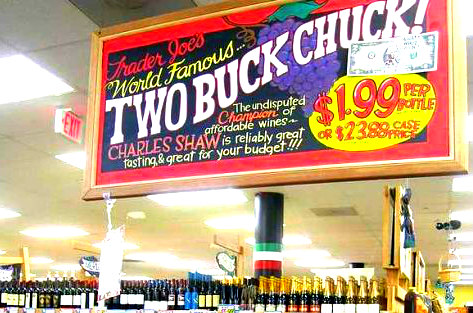 Trader Joe's
World Famous...
TWO BUCK CHUCK!
The undisputed
Champion of
affordable wines~
CHARLES SHAW is reliably great
tasting, & great for your budget!!!
$1.99 PER
BOTTLE
OR $23.88 CASE
PRICE
EXIT